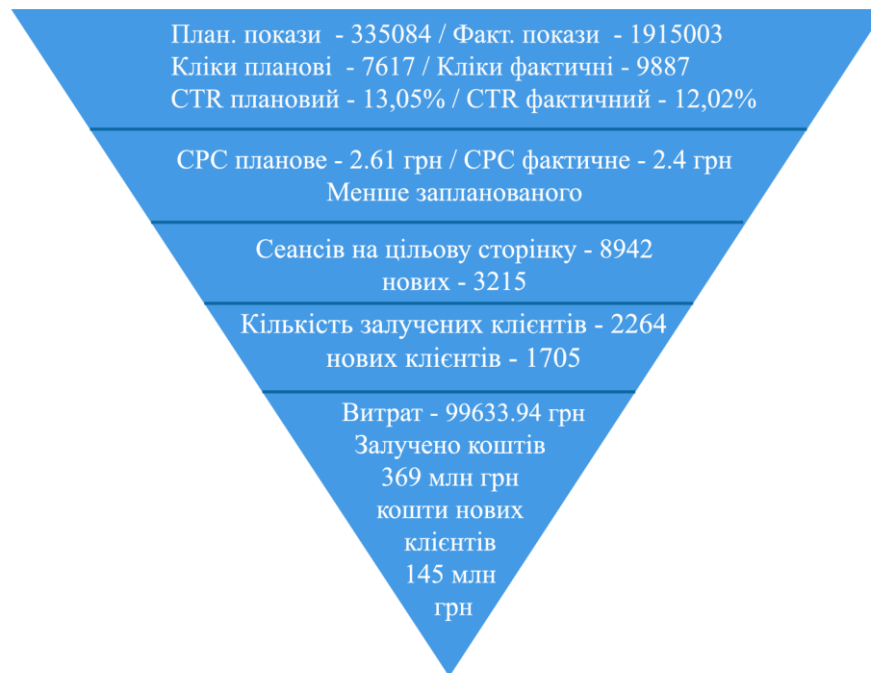 План. покази - 335084 / Факт. покази - 1915003
Кліки планові - 7617 / Кліки фактичні - 9887
CTR плановий - 13,05% / CTR фактичний - 12,02%
CPC планове - 2.61 грн / CPC фактичне - 2.4 грн
Менше запланованого
Сеансів на цільову сторінку - 8942
нових - 3215
Кількість залучених клієнтів - 2264
нових клієнтів - 1705
Витрат - 99633.94 грн
Залучено коштів
369 млн грн
кошти нових
клієнтів
145 млн
грн